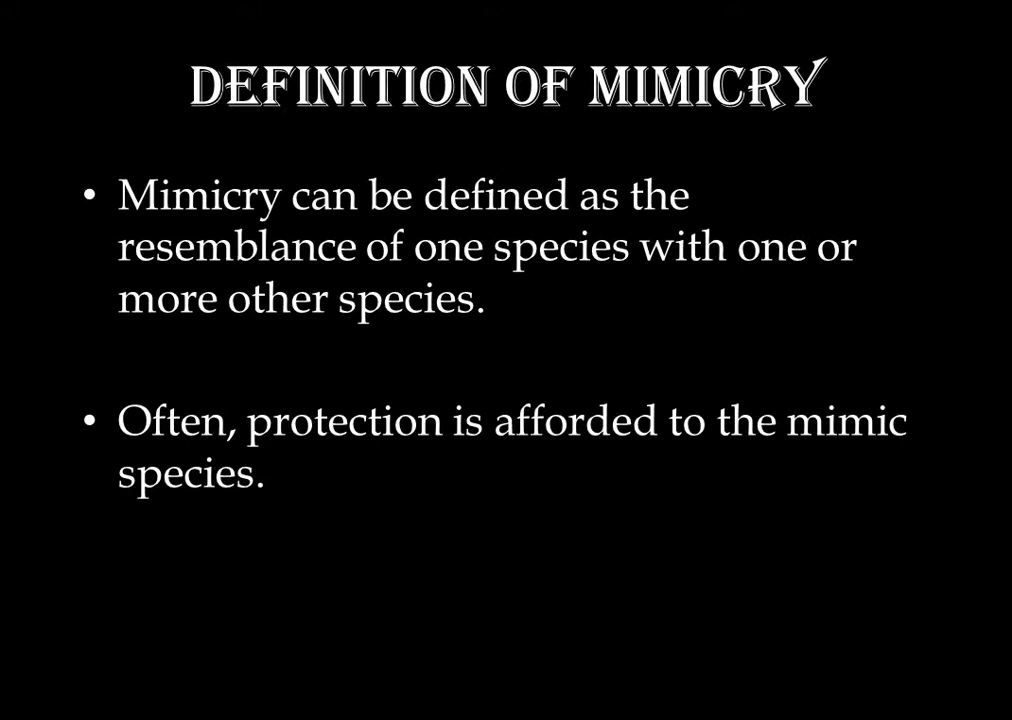 DEFINITION OF MIMICRY
• Mimicry can be defined as the
resemblance of one species with one or
more other species.
• Often, protection is afforded to the mimic
species.